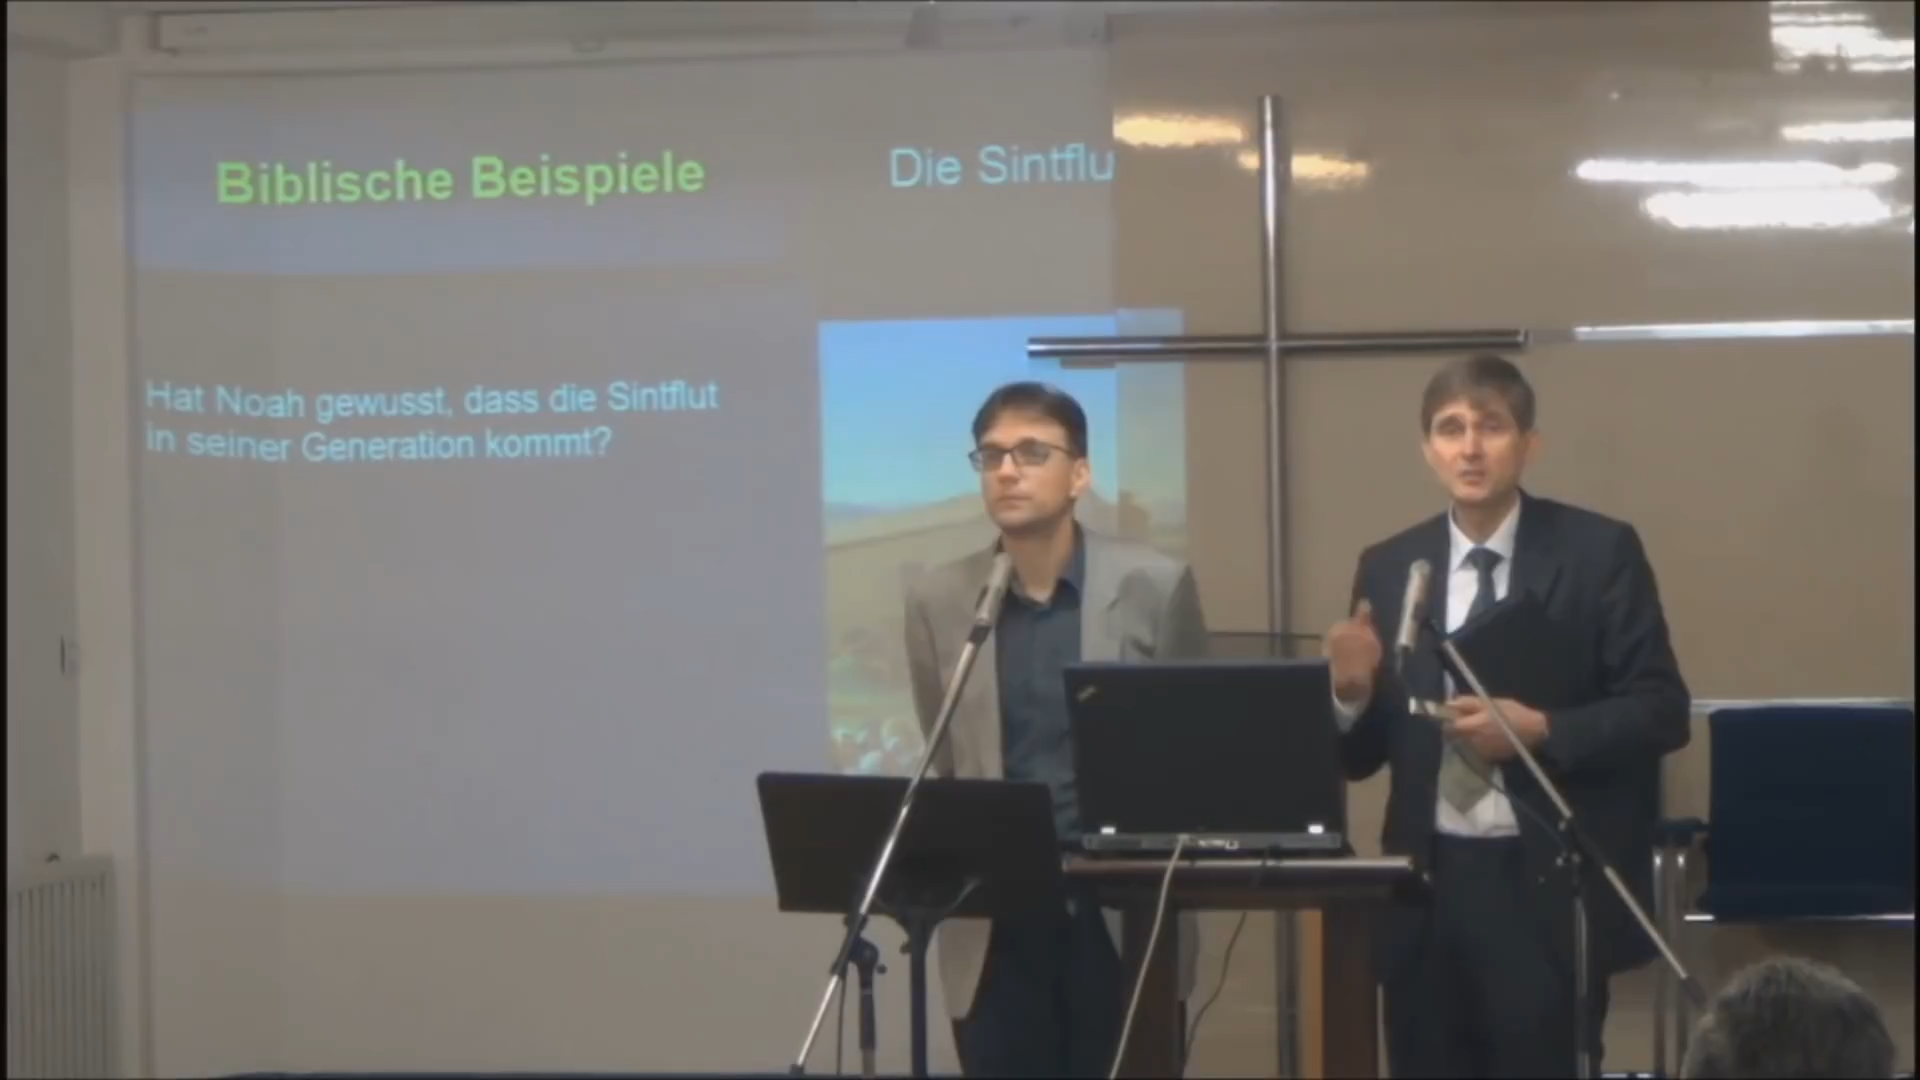 Biblische Beispiele
Die Sintflu
Hat Noah gewusst, dass die Sintflut
in seiner Generation kommt?